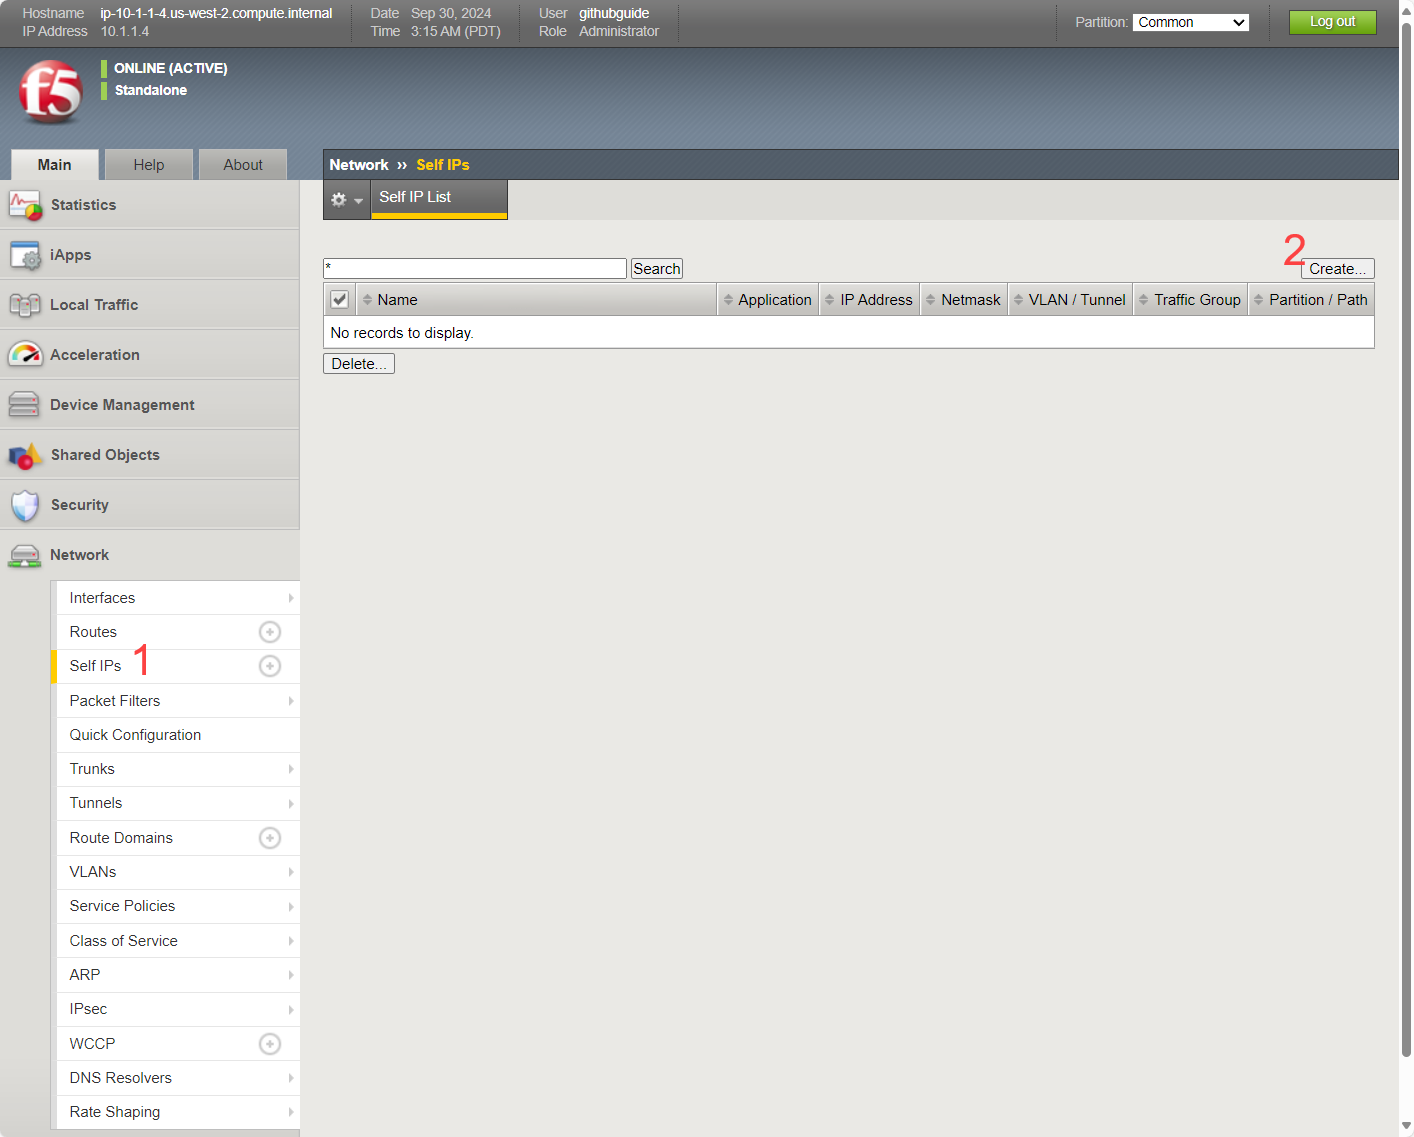 Hostname ip-10-1-1-4.us-west-2.compute.internal Date Sep 30, 2024 User githubguide
IP Address 10.1.1.4 Time 3:15 AM (PDT) Role Administrator
Partition: Common Log out
f5
ONLINE (ACTIVE)
Standalone
Main Help About
Network ›› Self IPs
Self IP List
Statistics
iApps
Local Traffic
Acceleration
Device Management
Shared Objects
Security
Network
Interfaces
Routes
Self IPs 1
Packet Filters
Quick Configuration
Trunks
Tunnels
Route Domains
VLANs
Service Policies
Class of Service
ARP
IPsec
WCCP
DNS Resolvers
Rate Shaping
2
* Search Create...
Name Application IP Address Netmask VLAN / Tunnel Traffic Group Partition / Path
No records to display.
Delete...